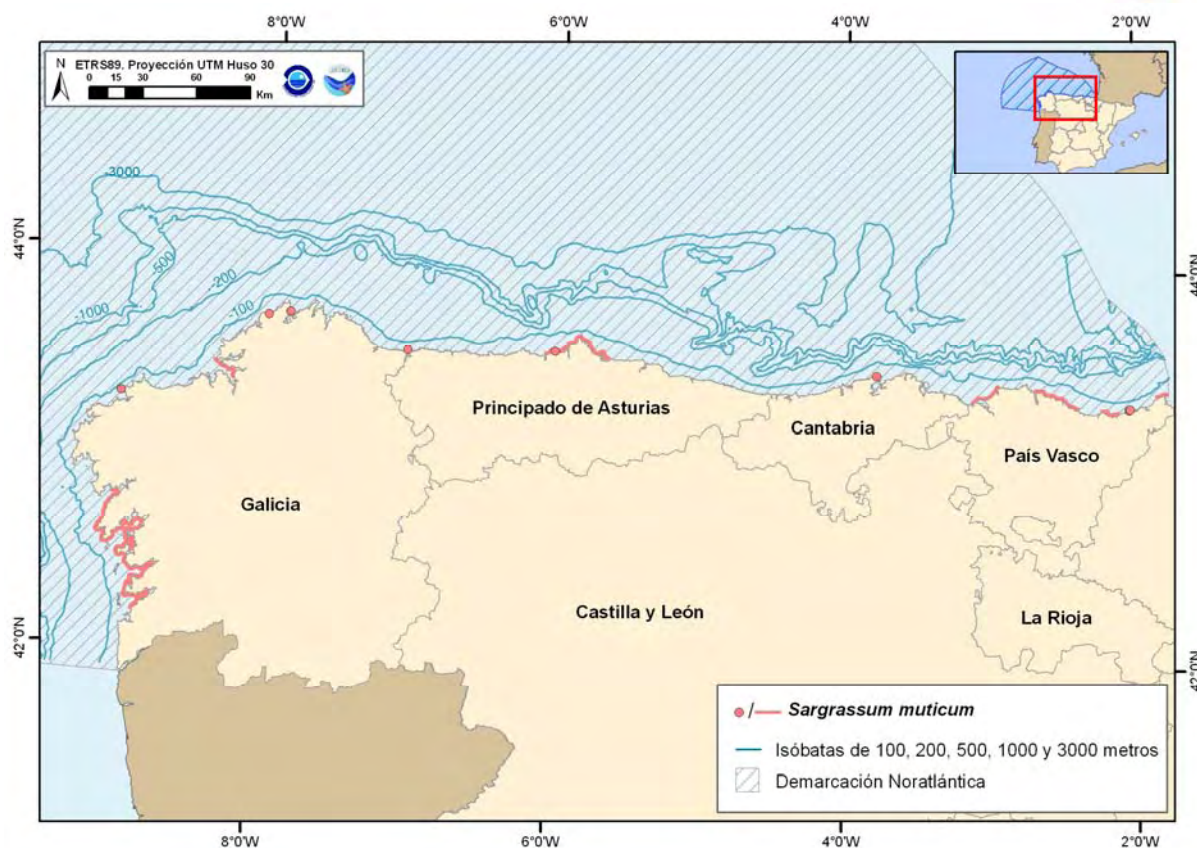 8°0'W 6°0'W 4°0'W 2°0'W
N ETRS89. Proyección UTM Huso 30
0 15 30 60 90
Km
-3000
44°0'N
44°0'N
-500
-200
-1000
-100
Principado de Asturias
Cantabria
País Vasco
Galicia
Castilla y León
La Rioja
42°0'N
42°0'N
Sargrassum muticum
Isóbatas de 100, 200, 500, 1000 y 3000 metros
Demarcación Noratlántica
8°0'W 6°0'W 4°0'W 2°0'W